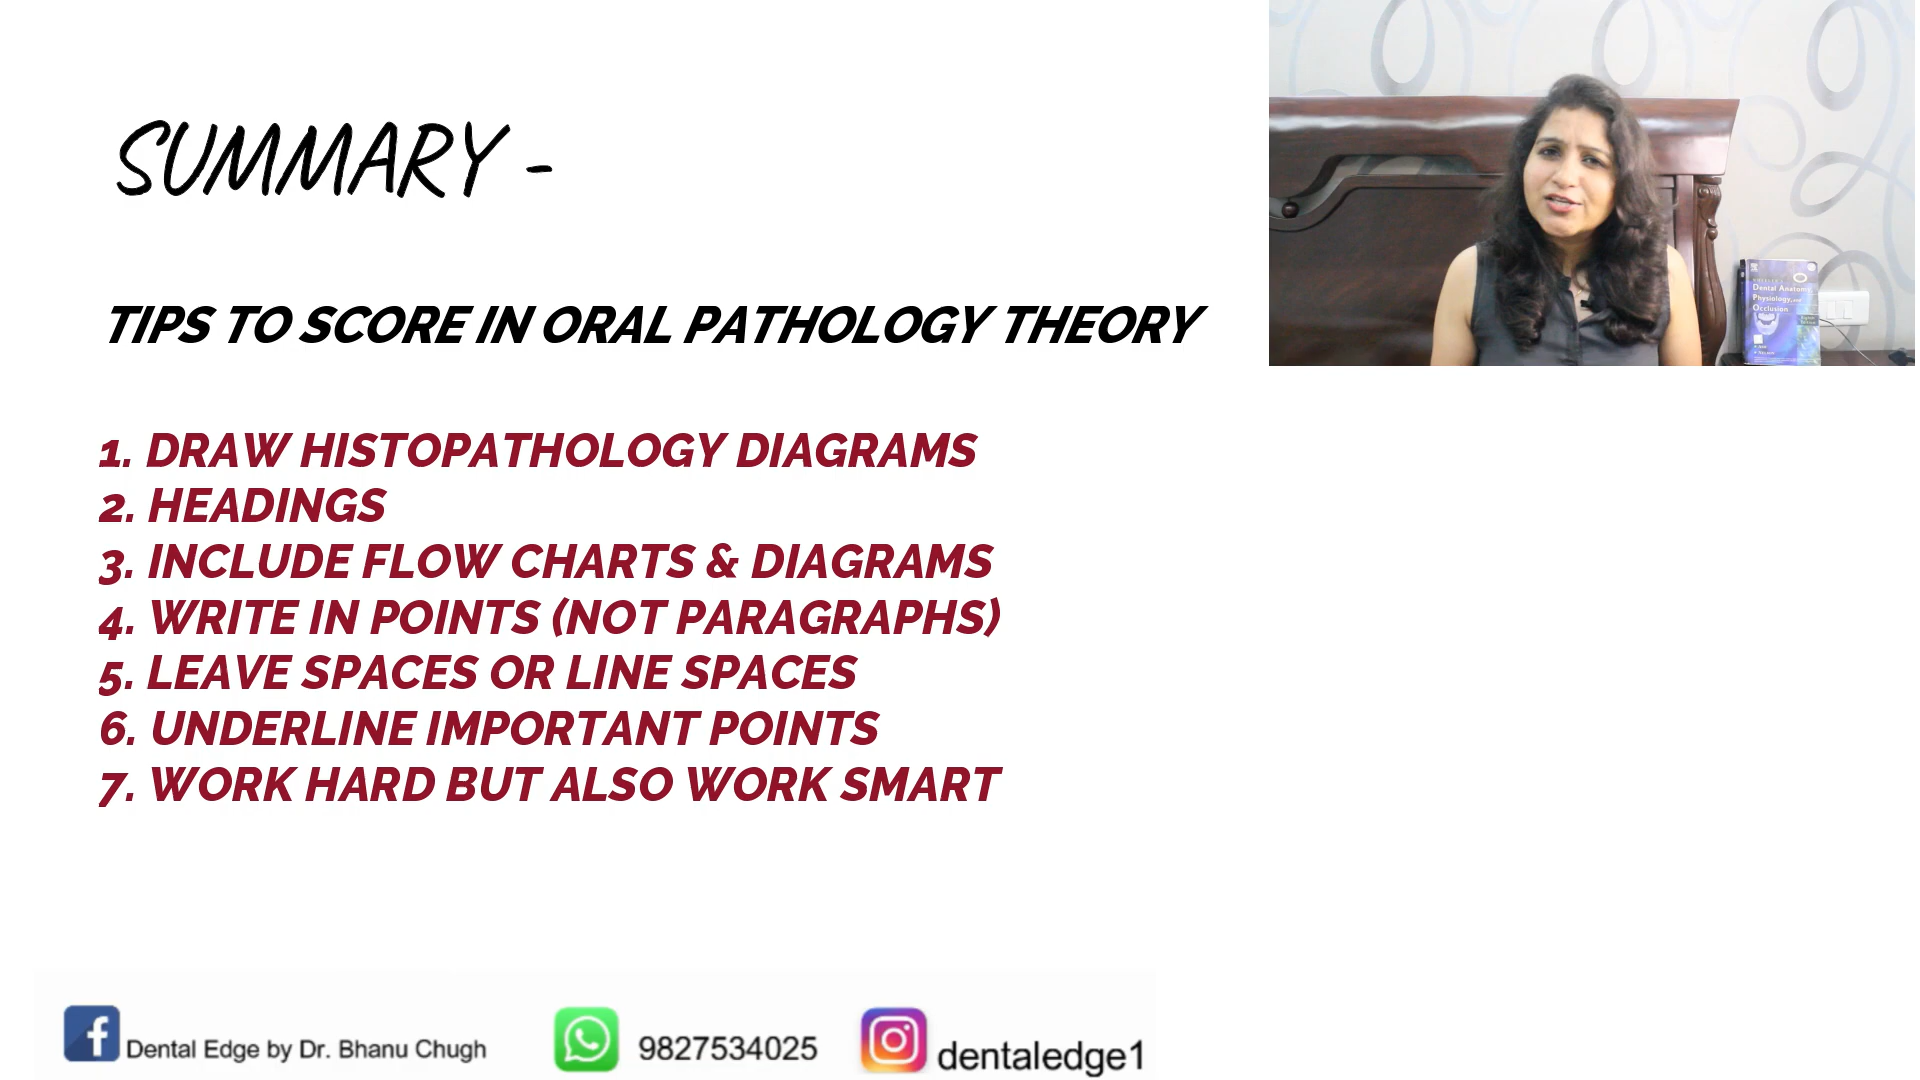 SUMMARY -
TIPS TO SCORE IN ORAL PATHOLOGY THEORY
1. DRAW HISTOPATHOLOGY DIAGRAMS
2. HEADINGS
3. INCLUDE FLOW CHARTS & DIAGRAMS
4. WRITE IN POINTS (NOT PARAGRAPHS)
5. LEAVE SPACES OR LINE SPACES
6. UNDERLINE IMPORTANT POINTS
7. WORK HARD BUT ALSO WORK SMART
Dental Anatomy,
Physiology, and
Occlusion
Dental Edge by Dr. Bhanu Chugh
9827534025
dentaledge1